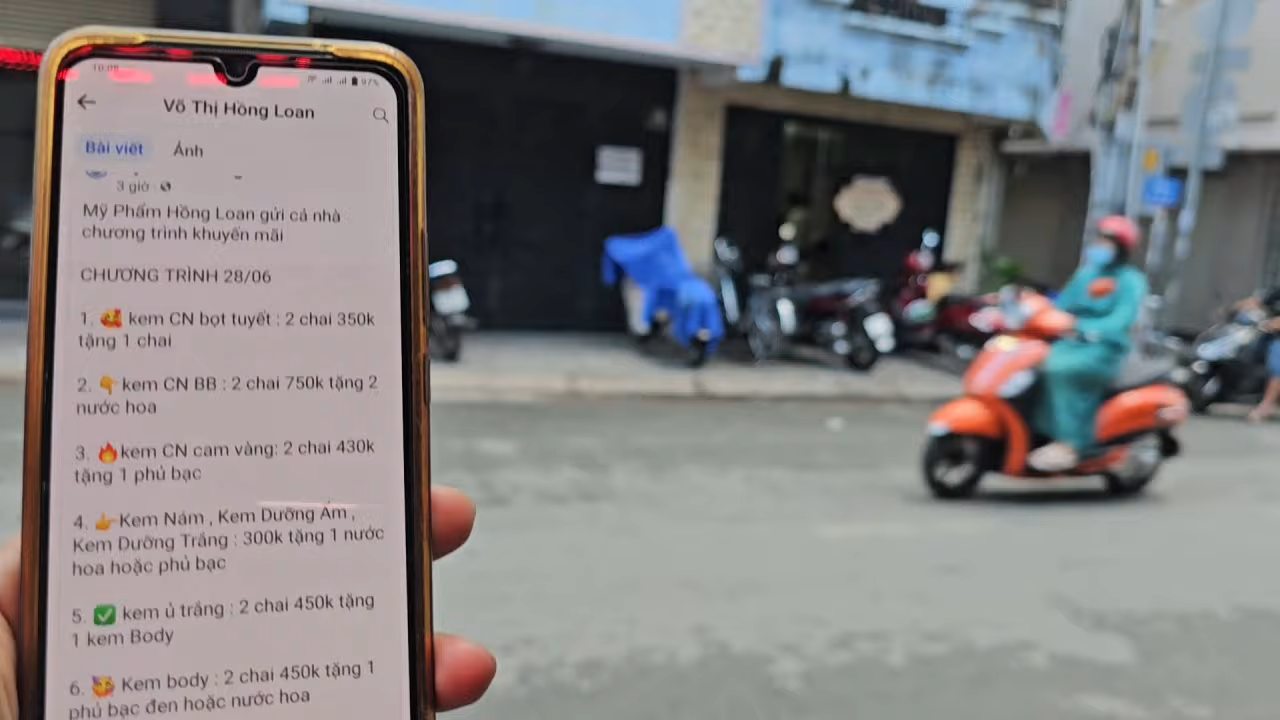 Võ Thị Hồng Loan
Bài viết Ảnh
3 giờ
Mỹ Phẩm Hồng Loan gửi cả nhà
chương trình khuyến mãi
CHƯƠNG TRÌNH 28/06
1. 🥰 kem CN bọt tuyết : 2 chai 350k
tặng 1 chai
2. 👇 kem CN BB : 2 chai 750k tặng 2
nước hoa
3. 🔥kem CN cam vàng: 2 chai 430k
tặng 1 phủ bạc
4. 👉Kem Nám , Kem Dưỡng Ẩm ,
Kem Dưỡng Trắng : 300k tặng 1 nước
hoa hoặc phủ bạc
5. ✅ kem ủ trắng : 2 chai 450k tặng
1 kem Body
6. 🥳 Kem body : 2 chai 450k tặng 1
phủ bạc đen hoặc nước hoa